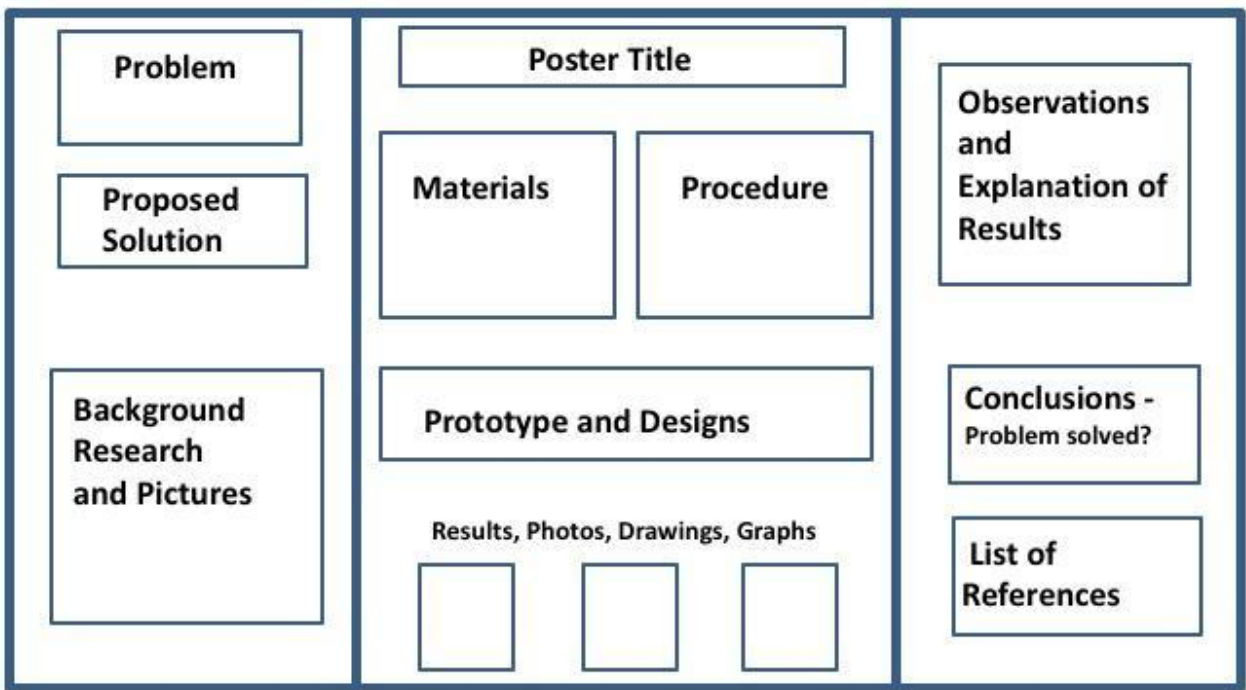 Problem
Proposed
Solution
Background
Research
and Pictures
Poster Title
Materials
Procedure
Prototype and Designs
Results, Photos, Drawings, Graphs
Observations
and
Explanation of
Results
Conclusions -
Problem solved?
List of
References